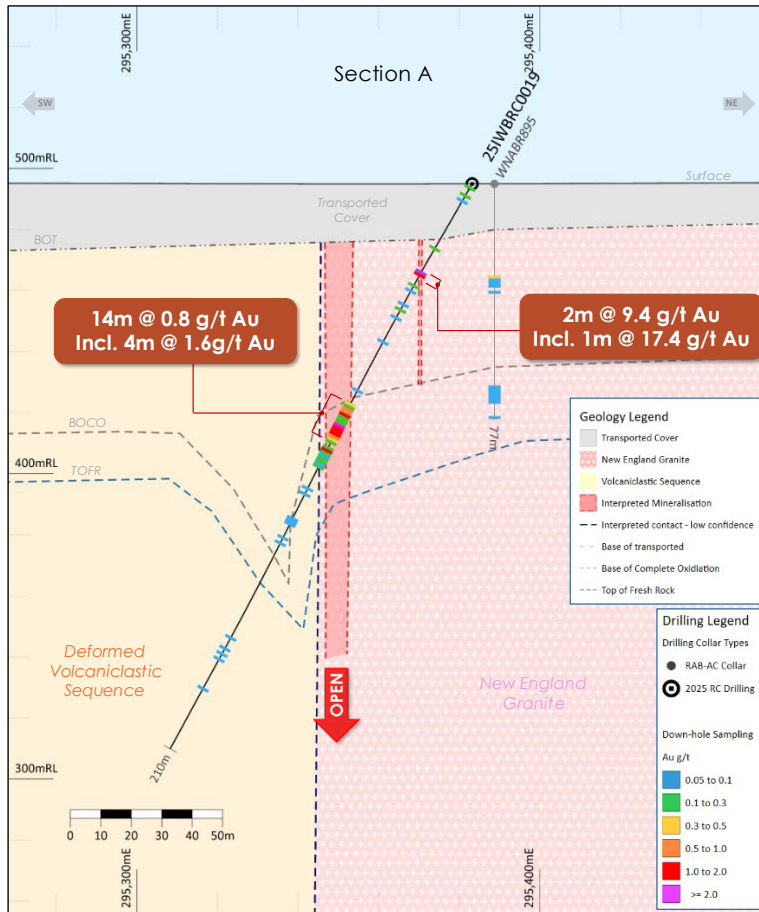 295,300mE
295,400mE
Section A
SW
NE
25IWBRC0019
WNABR895
500mRL
Surface
Transported
Cover
BOT
14m @ 0.8 g/t Au
Incl. 4m @ 1.6g/t Au
2m @ 9.4 g/t Au
Incl. 1m @ 17.4 g/t Au
BOCO
77m
400mRL
TOFR
Geology Legend
Transported Cover
New England Granite
Volcaniclastic Sequence
Interpreted Mineralisation
Interpreted contact - low confidence
Base of transported
Base of Complete Oxidiation
Top of Fresh Rock
Deformed
Volcaniclastic
Sequence
New England
Granite
OPEN
210m
300mRL
0 10 20 30 40 50m
Drilling Legend
Drilling Collar Types
RAB-AC Collar
2025 RC Drilling
Down-hole Sampling
Au g/t
0.05 to 0.1
0.1 to 0.3
0.3 to 0.5
0.5 to 1.0
1.0 to 2.0
>= 2.0
295,300mE
295,400mE